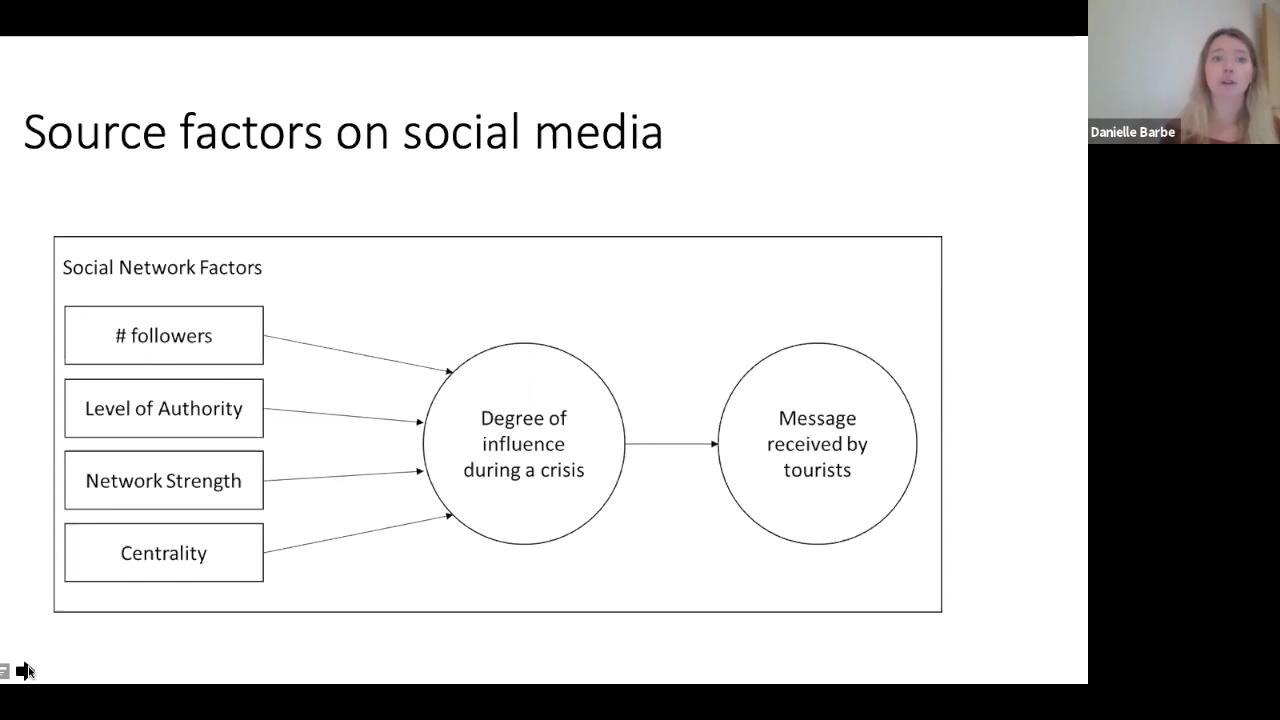 Source factors on social media
Danielle Barbe
Social Network Factors
# followers
Level of Authority
Network Strength
Centrality
Degree of
influence
during a crisis
Message
received by
tourists